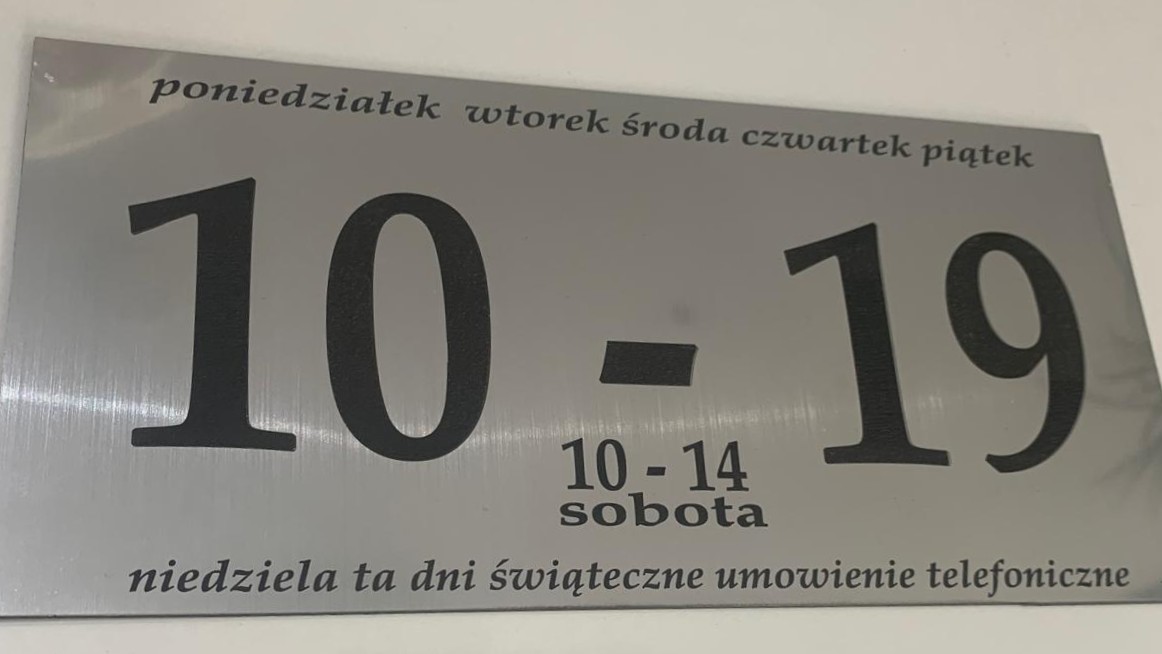 poniedziałek wtorek środa czwartek piątek
10 - 19
10 - 14
sobota
niedziela ta dni świąteczne umowienie telefoniczne